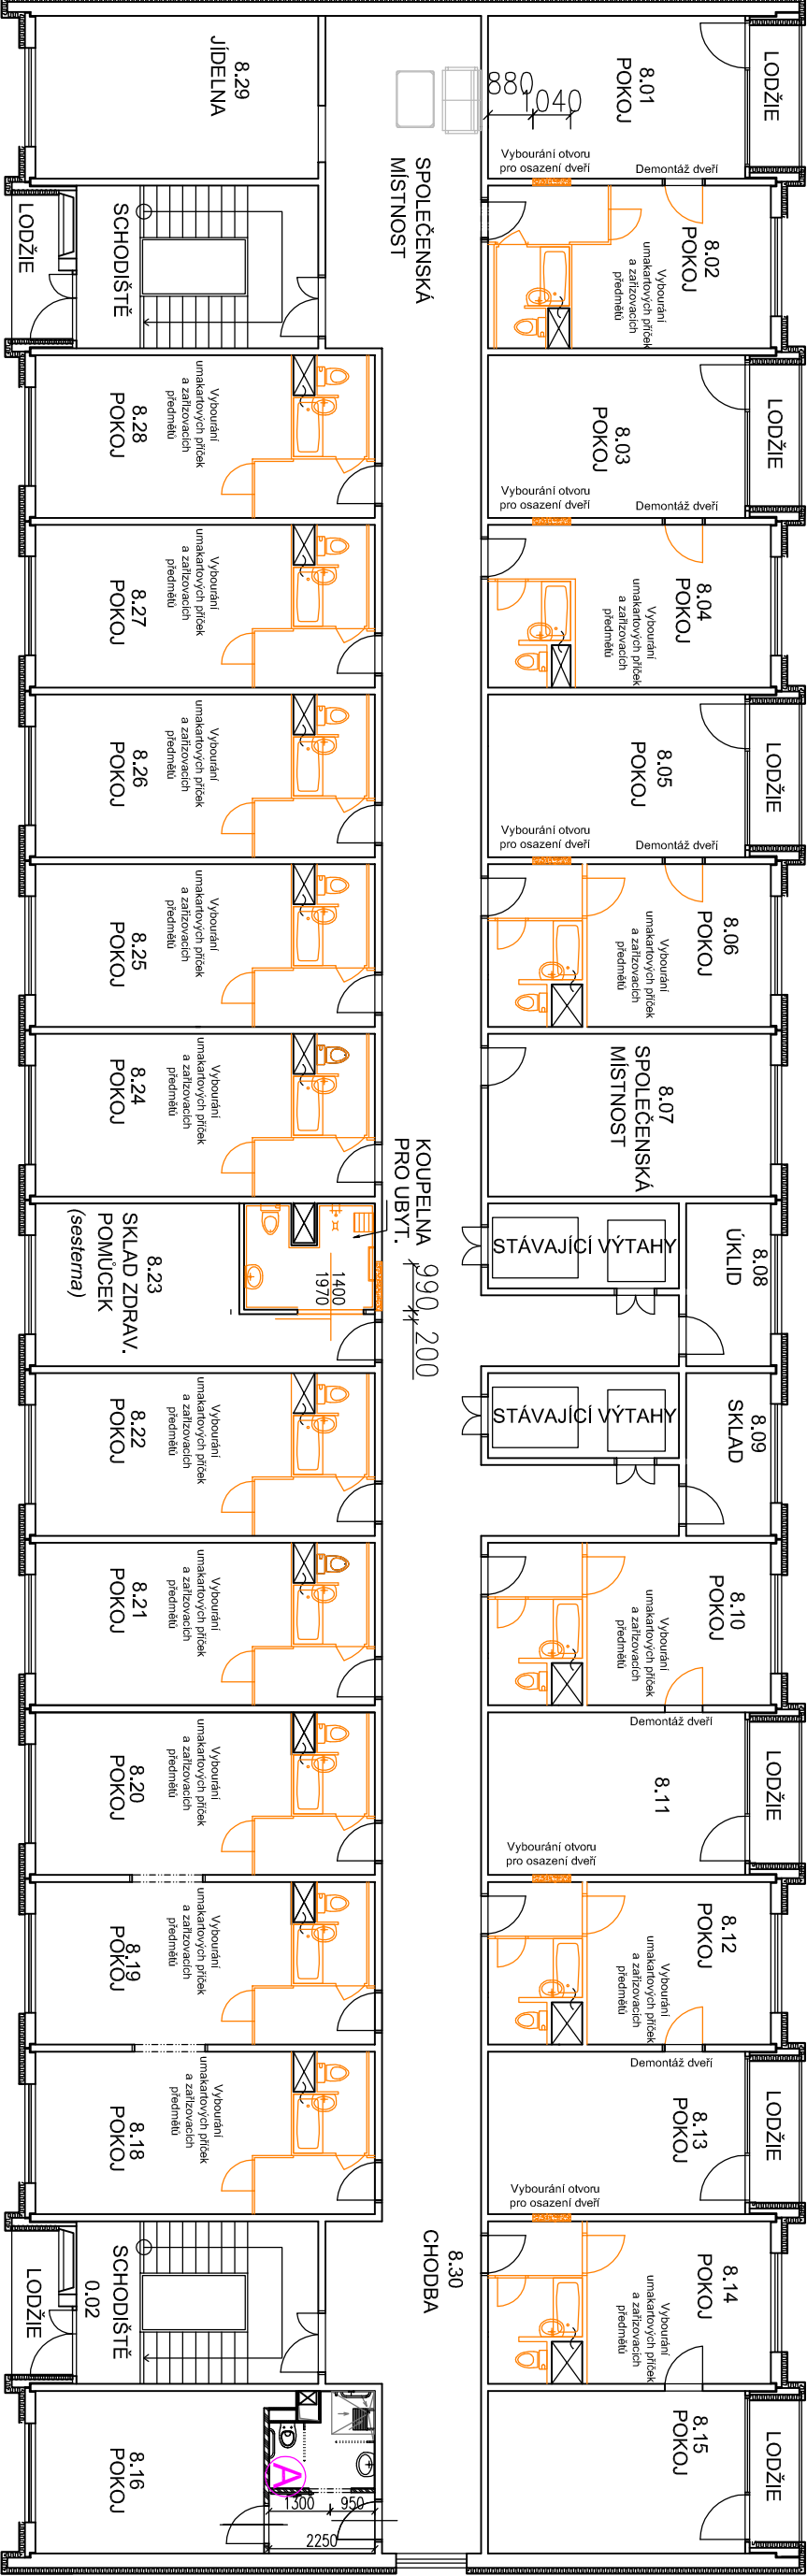 LODŽIE
8.01
POKOJ
880
1040
Vybourání otvoru
pro osazení dveří
Demontáž dveří
8.29
JÍDELNA
SPOLEČENSKÁ
MÍSTNOST
LODŽIE
SCHODIŠTĚ
8.02
POKOJ
Vybourání
umakartových příček
a zařizovacích
předmětů
8.28
POKOJ
Vybourání
umakartových příček
a zařizovacích
předmětů
8.03
POKOJ
LODŽIE
Vybourání otvoru
pro osazení dveří
Demontáž dveří
8.27
POKOJ
Vybourání
umakartových příček
a zařizovacích
předmětů
8.04
POKOJ
Vybourání
umakartových příček
a zařizovacích
předmětů
8.26
POKOJ
Vybourání
umakartových příček
a zařizovacích
předmětů
8.05
POKOJ
LODŽIE
Vybourání otvoru
pro osazení dveří
Demontáž dveří
8.25
POKOJ
Vybourání
umakartových příček
a zařizovacích
předmětů
8.06
POKOJ
Vybourání
umakartových příček
a zařizovacích
předmětů
8.24
POKOJ
Vybourání
umakartových příček
a zařizovacích
předmětů
8.07
SPOLEČENSKÁ
MÍSTNOST
KOUPELNA
PRO UBYT.
8.23
SKLAD ZDRAV.
POMŮCEK
(sesterna)
1400
1970
990
200
STÁVAJÍCÍ VÝTAHY
8.08
ÚKLID
8.22
POKOJ
Vybourání
umakartových příček
a zařizovacích
předmětů
STÁVAJÍCÍ VÝTAHY
8.09
SKLAD
8.21
POKOJ
Vybourání
umakartových příček
a zařizovacích
předmětů
8.10
POKOJ
Vybourání
umakartových příček
a zařizovacích
předmětů
Demontáž dveří
8.20
POKOJ
Vybourání
umakartových příček
a zařizovacích
předmětů
8.11
LODŽIE
Vybourání otvoru
pro osazení dveří
8.19
POKOJ
Vybourání
umakartových příček
a zařizovacích
předmětů
8.12
POKOJ
Vybourání
umakartových příček
a zařizovacích
předmětů
Demontáž dveří
8.18
POKOJ
Vybourání
umakartových příček
a zařizovacích
předmětů
8.13
POKOJ
LODŽIE
Vybourání otvoru
pro osazení dveří
LODŽIE
SCHODIŠTĚ
0.02
8.30
CHODBA
8.14
POKOJ
Vybourání
umakartových příček
a zařizovacích
předmětů
8.16
POKOJ
A
1300
950
2250
8.15
POKOJ
LODŽIE